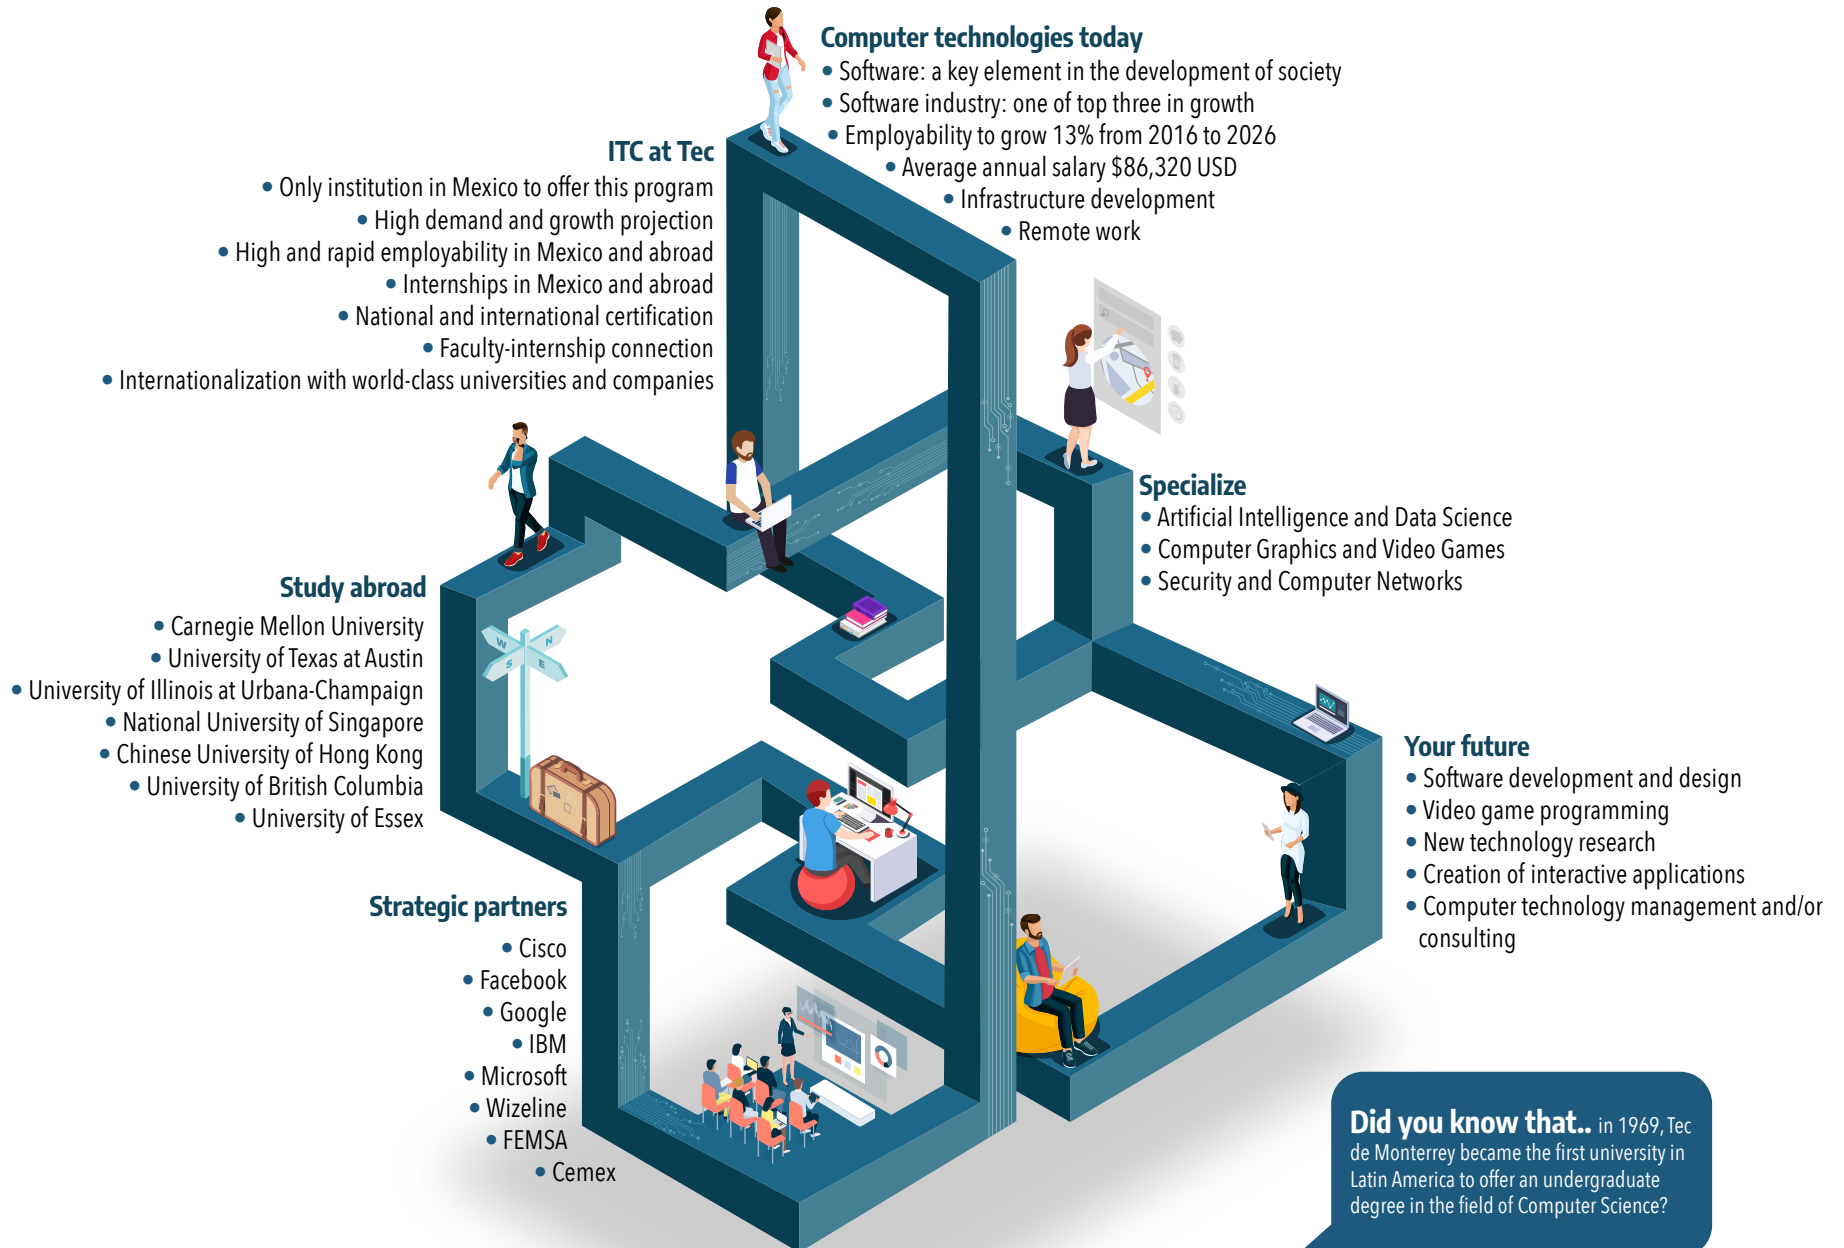 Computer technologies today
• Software: a key element in the development of society
• Software industry: one of top three in growth
• Employability to grow 13% from 2016 to 2026
• Average annual salary $86,320 USD
• Infrastructure development
• Remote work
ITC at Tec
• Only institution in Mexico to offer this program
• High demand and growth projection
• High and rapid employability in Mexico and abroad
• Internships in Mexico and abroad
• National and international certification
• Faculty-internship connection
• Internationalization with world-class universities and companies
Specialize
• Artificial Intelligence and Data Science
• Computer Graphics and Video Games
• Security and Computer Networks
Study abroad
• Carnegie Mellon University
• University of Texas at Austin
• University of Illinois at Urbana-Champaign
• National University of Singapore
• Chinese University of Hong Kong
• University of British Columbia
• University of Essex
W
N
S
E
Your future
• Software development and design
• Video game programming
• New technology research
• Creation of interactive applications
• Computer technology management and/or
consulting
Strategic partners
• Cisco
• Facebook
• Google
• IBM
• Microsoft
• Wizeline
• FEMSA
• Cemex
Did you know that.. in 1969, Tec
de Monterrey became the first university in
Latin America to offer an undergraduate
degree in the field of Computer Science?